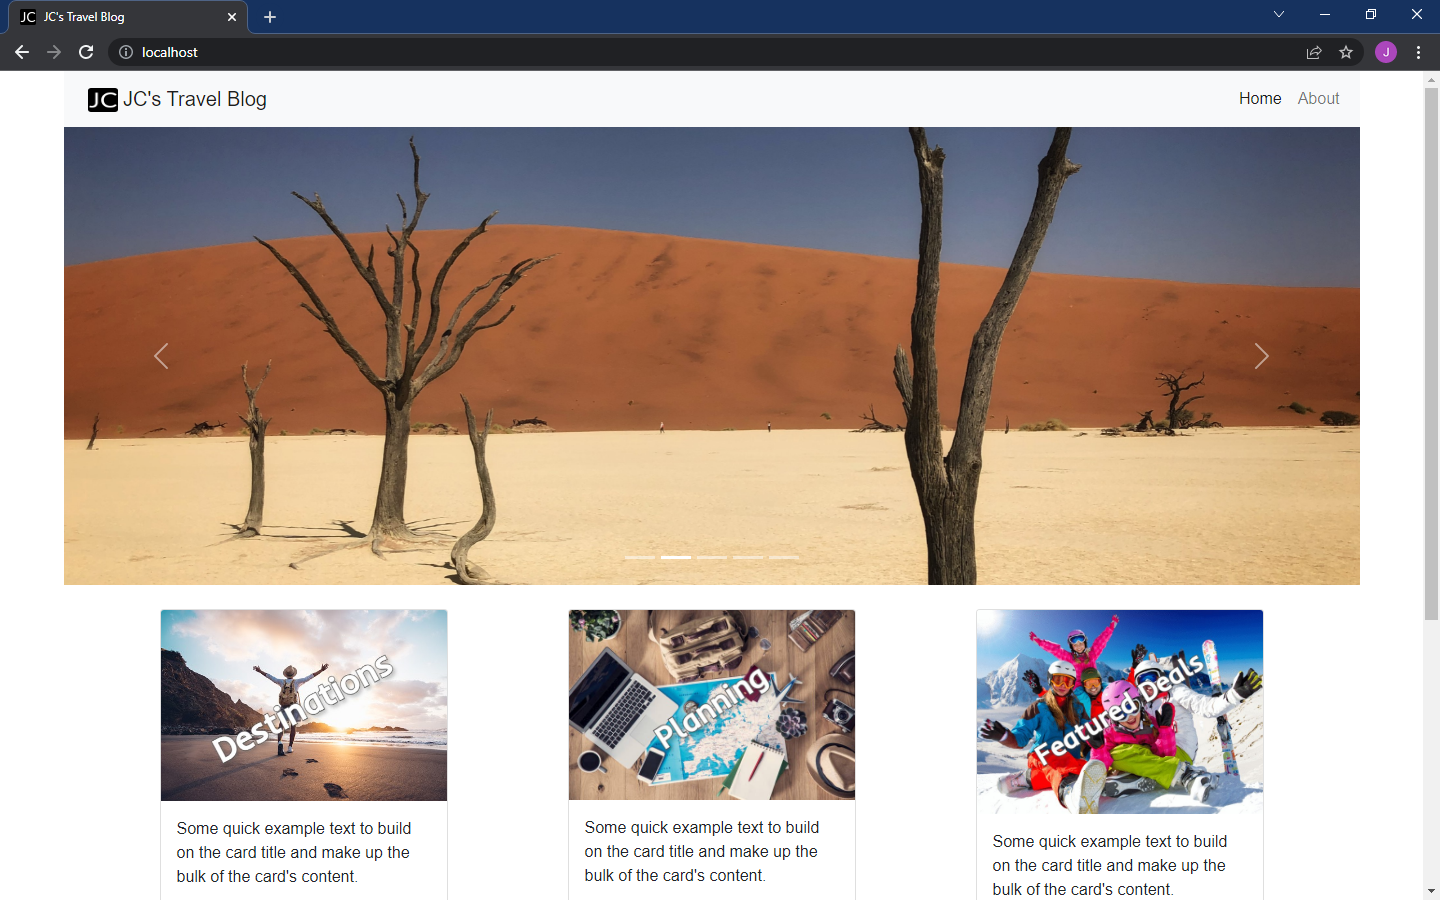 JC JC's Travel Blog
localhost
J
JC JC's Travel Blog
Home About
Destinations
Planning
Featured Deals
Some quick example text to build
on the card title and make up the
bulk of the card's content.
Some quick example text to build
on the card title and make up the
bulk of the card's content.
Some quick example text to build
on the card title and make up the
bulk of the card's content.